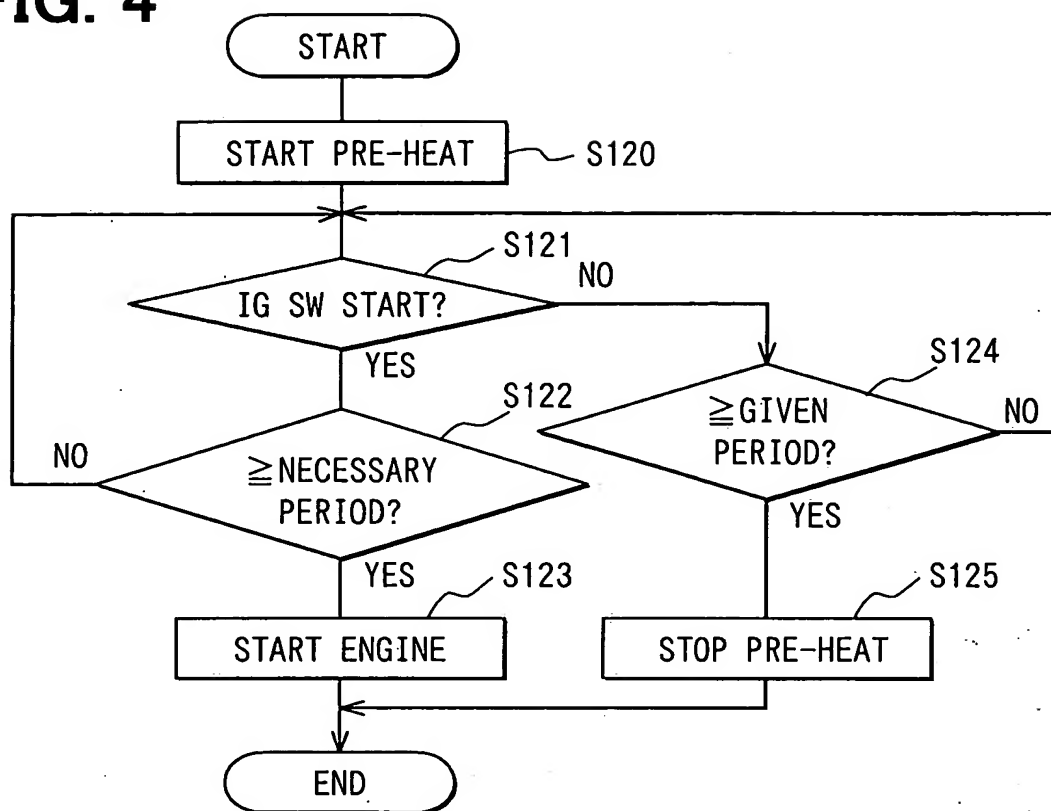 FIG. 4
START
START PRE-HEAT
S120
S121
IG SW START?
NO
YES
S122
S124
≧GIVEN
PERIOD?
NO
NO
≧NECESSARY
PERIOD?
YES
YES
S123
S125
START ENGINE
STOP PRE-HEAT
END